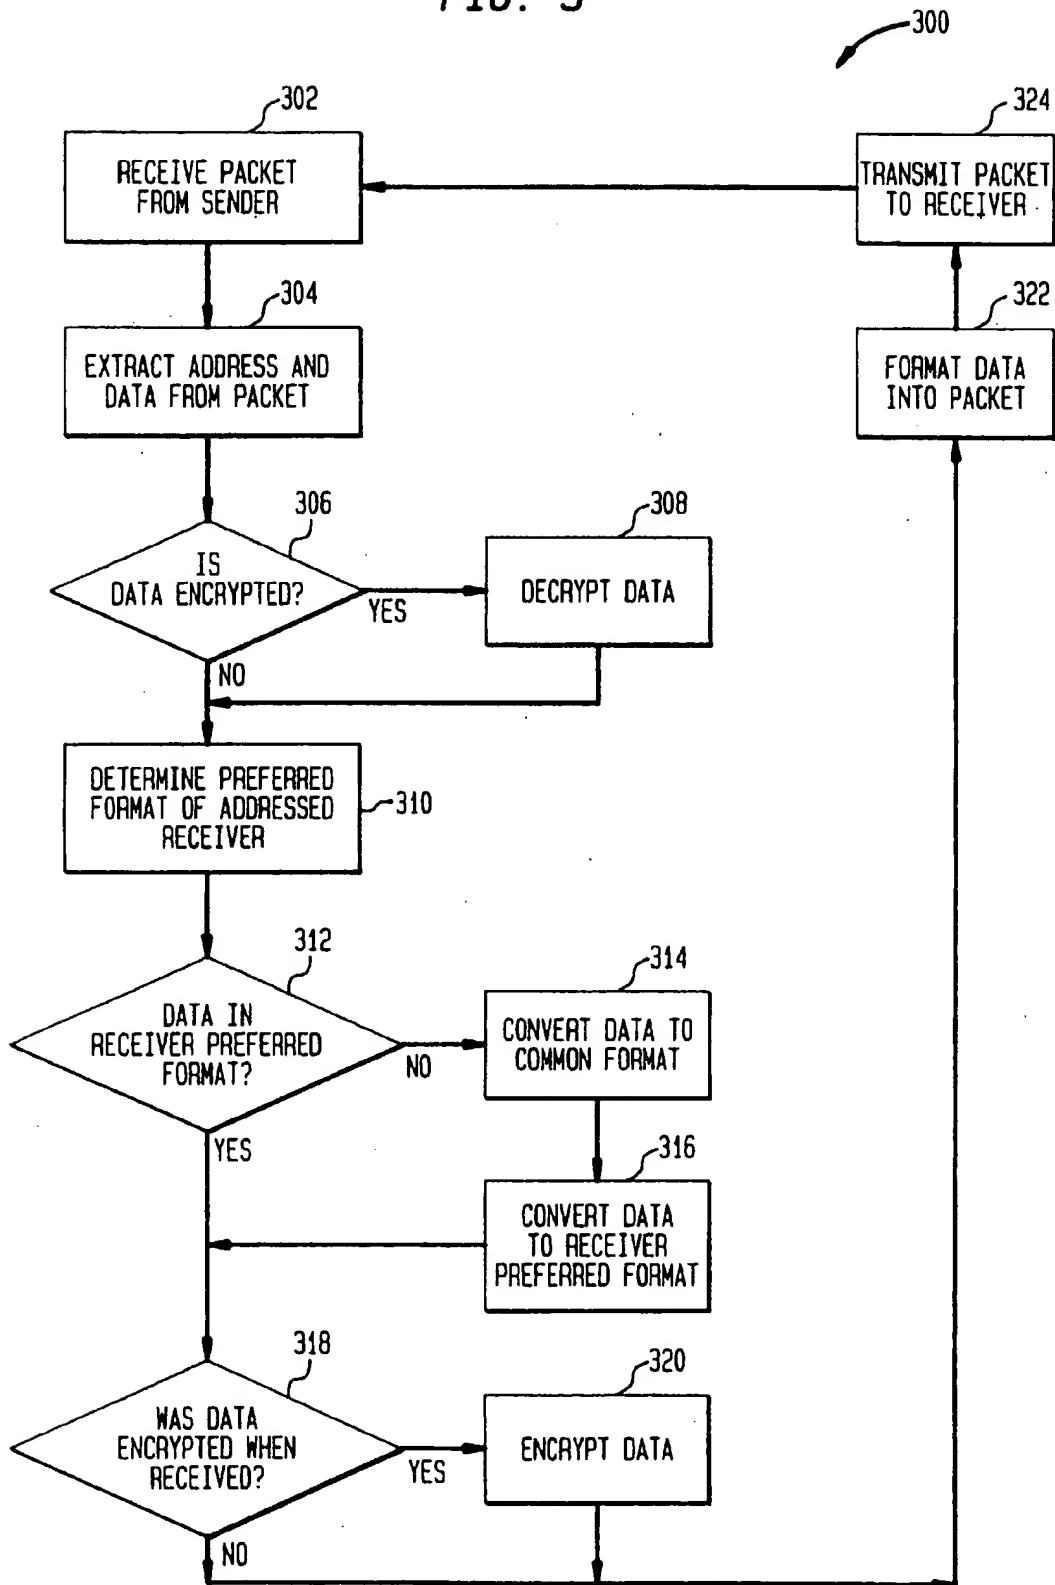 FIG. 3
300
302
RECEIVE PACKET
FROM SENDER
324
TRANSMIT PACKET
TO RECEIVER
304
EXTRACT ADDRESS AND
DATA FROM PACKET
322
FORMAT DATA
INTO PACKET
306
IS
DATA ENCRYPTED?
YES
NO
308
DECRYPT DATA
DETERMINE PREFERRED
FORMAT OF ADDRESSED
RECEIVER
310
312
DATA IN
RECEIVER PREFERRED
FORMAT?
NO
YES
314
CONVERT DATA TO
COMMON FORMAT
316
CONVERT DATA
TO RECEIVER
PREFERRED FORMAT
318
WAS DATA
ENCRYPTED WHEN
RECEIVED?
YES
NO
320
ENCRYPT DATA